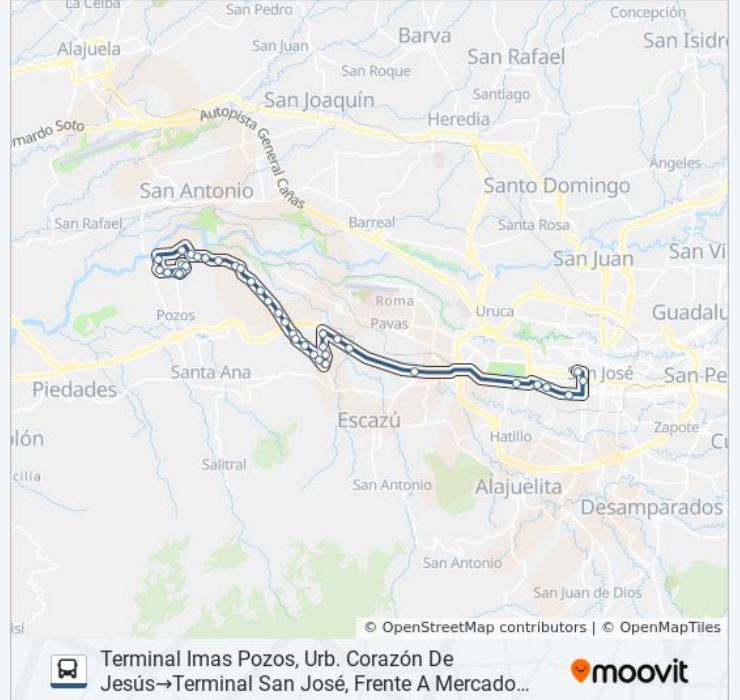 La Ceiba
San Pedro
Concepción
Barva
Alajuela
San Juan
San Rafael
San Isidr
San Roque
Santiago
San Joaquín
Heredia
rnardo Soto
Autopista General Cañas
Ángeles
San Antonio
Santo Domingo
San Rafael
Barreal
Santa Rosa
San Juan
San Vi
Roma
Uruca
Guadalu
Pozos
Pavas
Santa Ana
San José
San Pe
Piedades
Escazú
Zapote
Hatillo
Cu
olón
Salitral
cilia
San Antonio
Alajuelita
Desamparados
San Antonio
San Juan de Dios
isí
© OpenStreetMap contributors | © OpenMapTiles
Terminal Imas Pozos, Urb. Corazón De
Jesús→Terminal San José, Frente A Mercado...
moovit